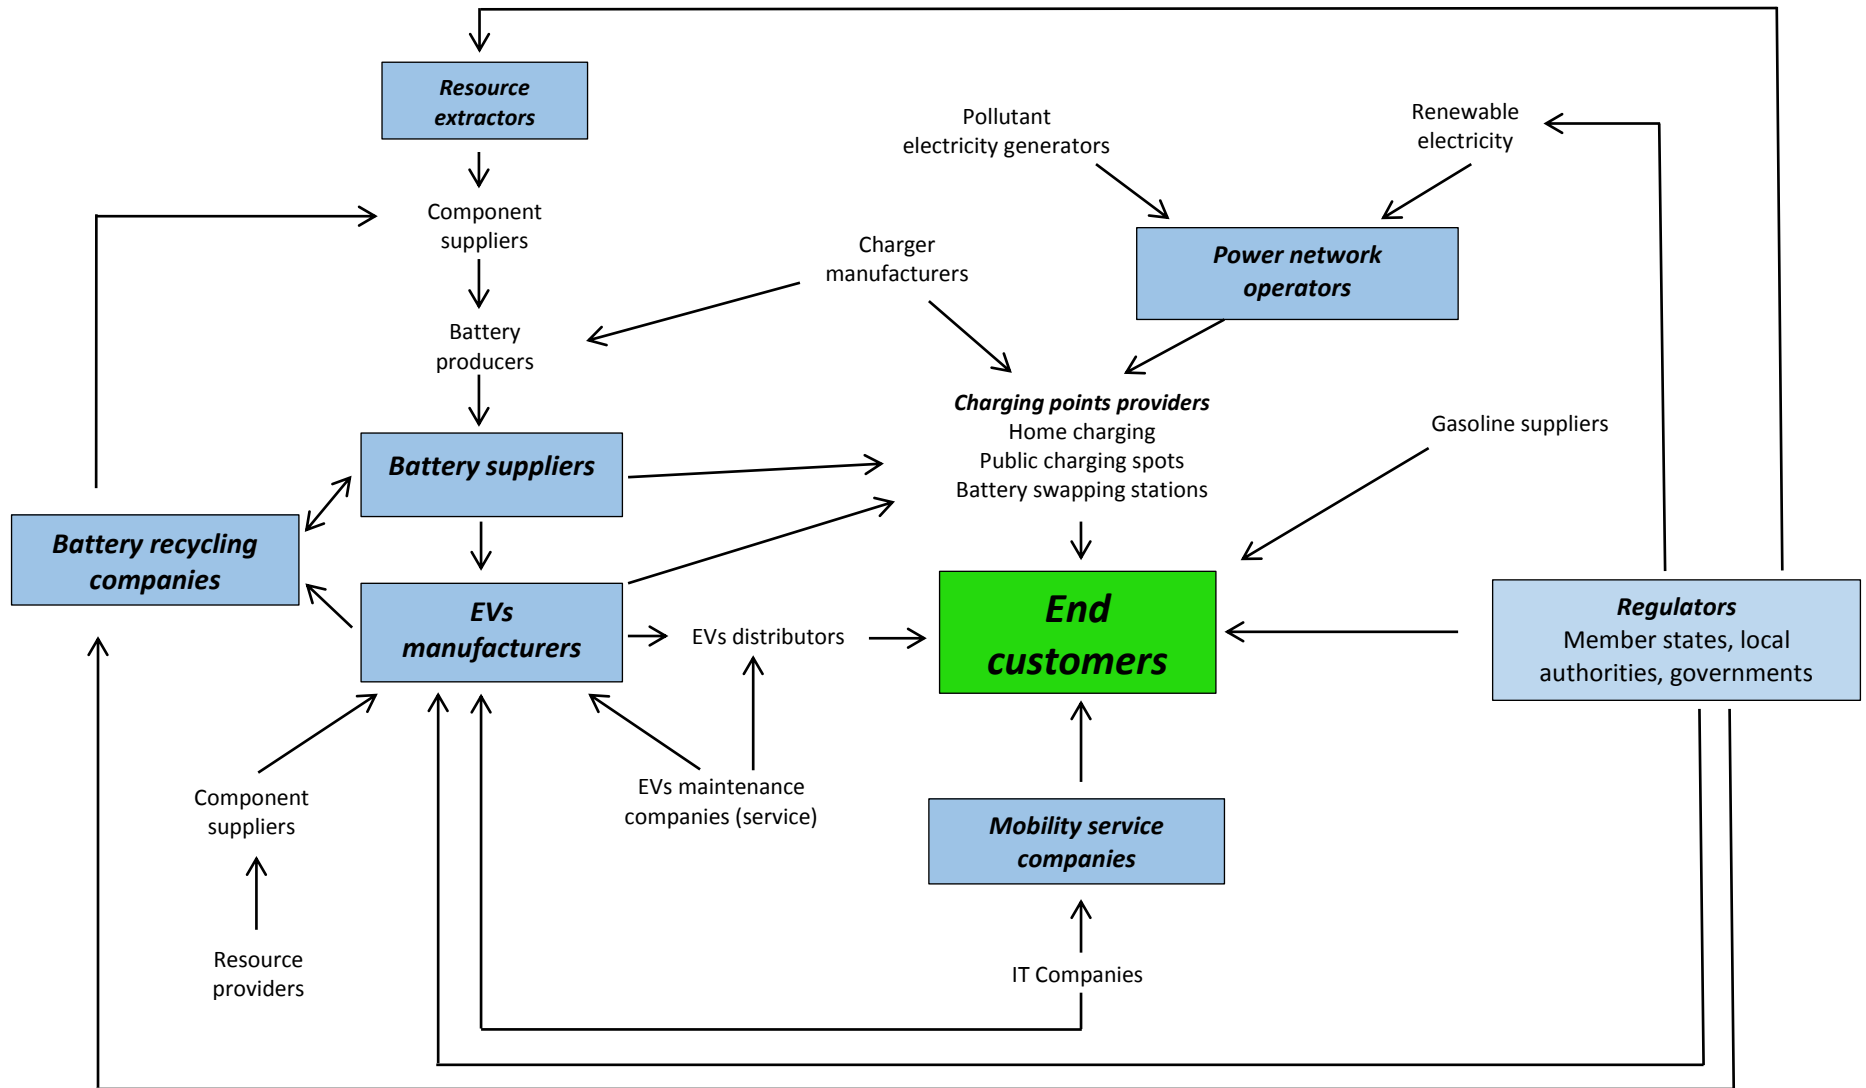 Resource
extractors
Pollutant
electricity generators
Renewable
electricity
Component
suppliers
Charger
manufacturers
Power network
operators
Battery
producers
Charging points providers
Home charging
Public charging spots
Battery swapping stations
Gasoline suppliers
Battery suppliers
Battery recycling
companies
EVs
manufacturers
EVs distributors
End
customers
Regulators
Member states, local
authorities, governments
Component
suppliers
EVs maintenance
companies (service)
Mobility service
companies
Resource
providers
IT Companies